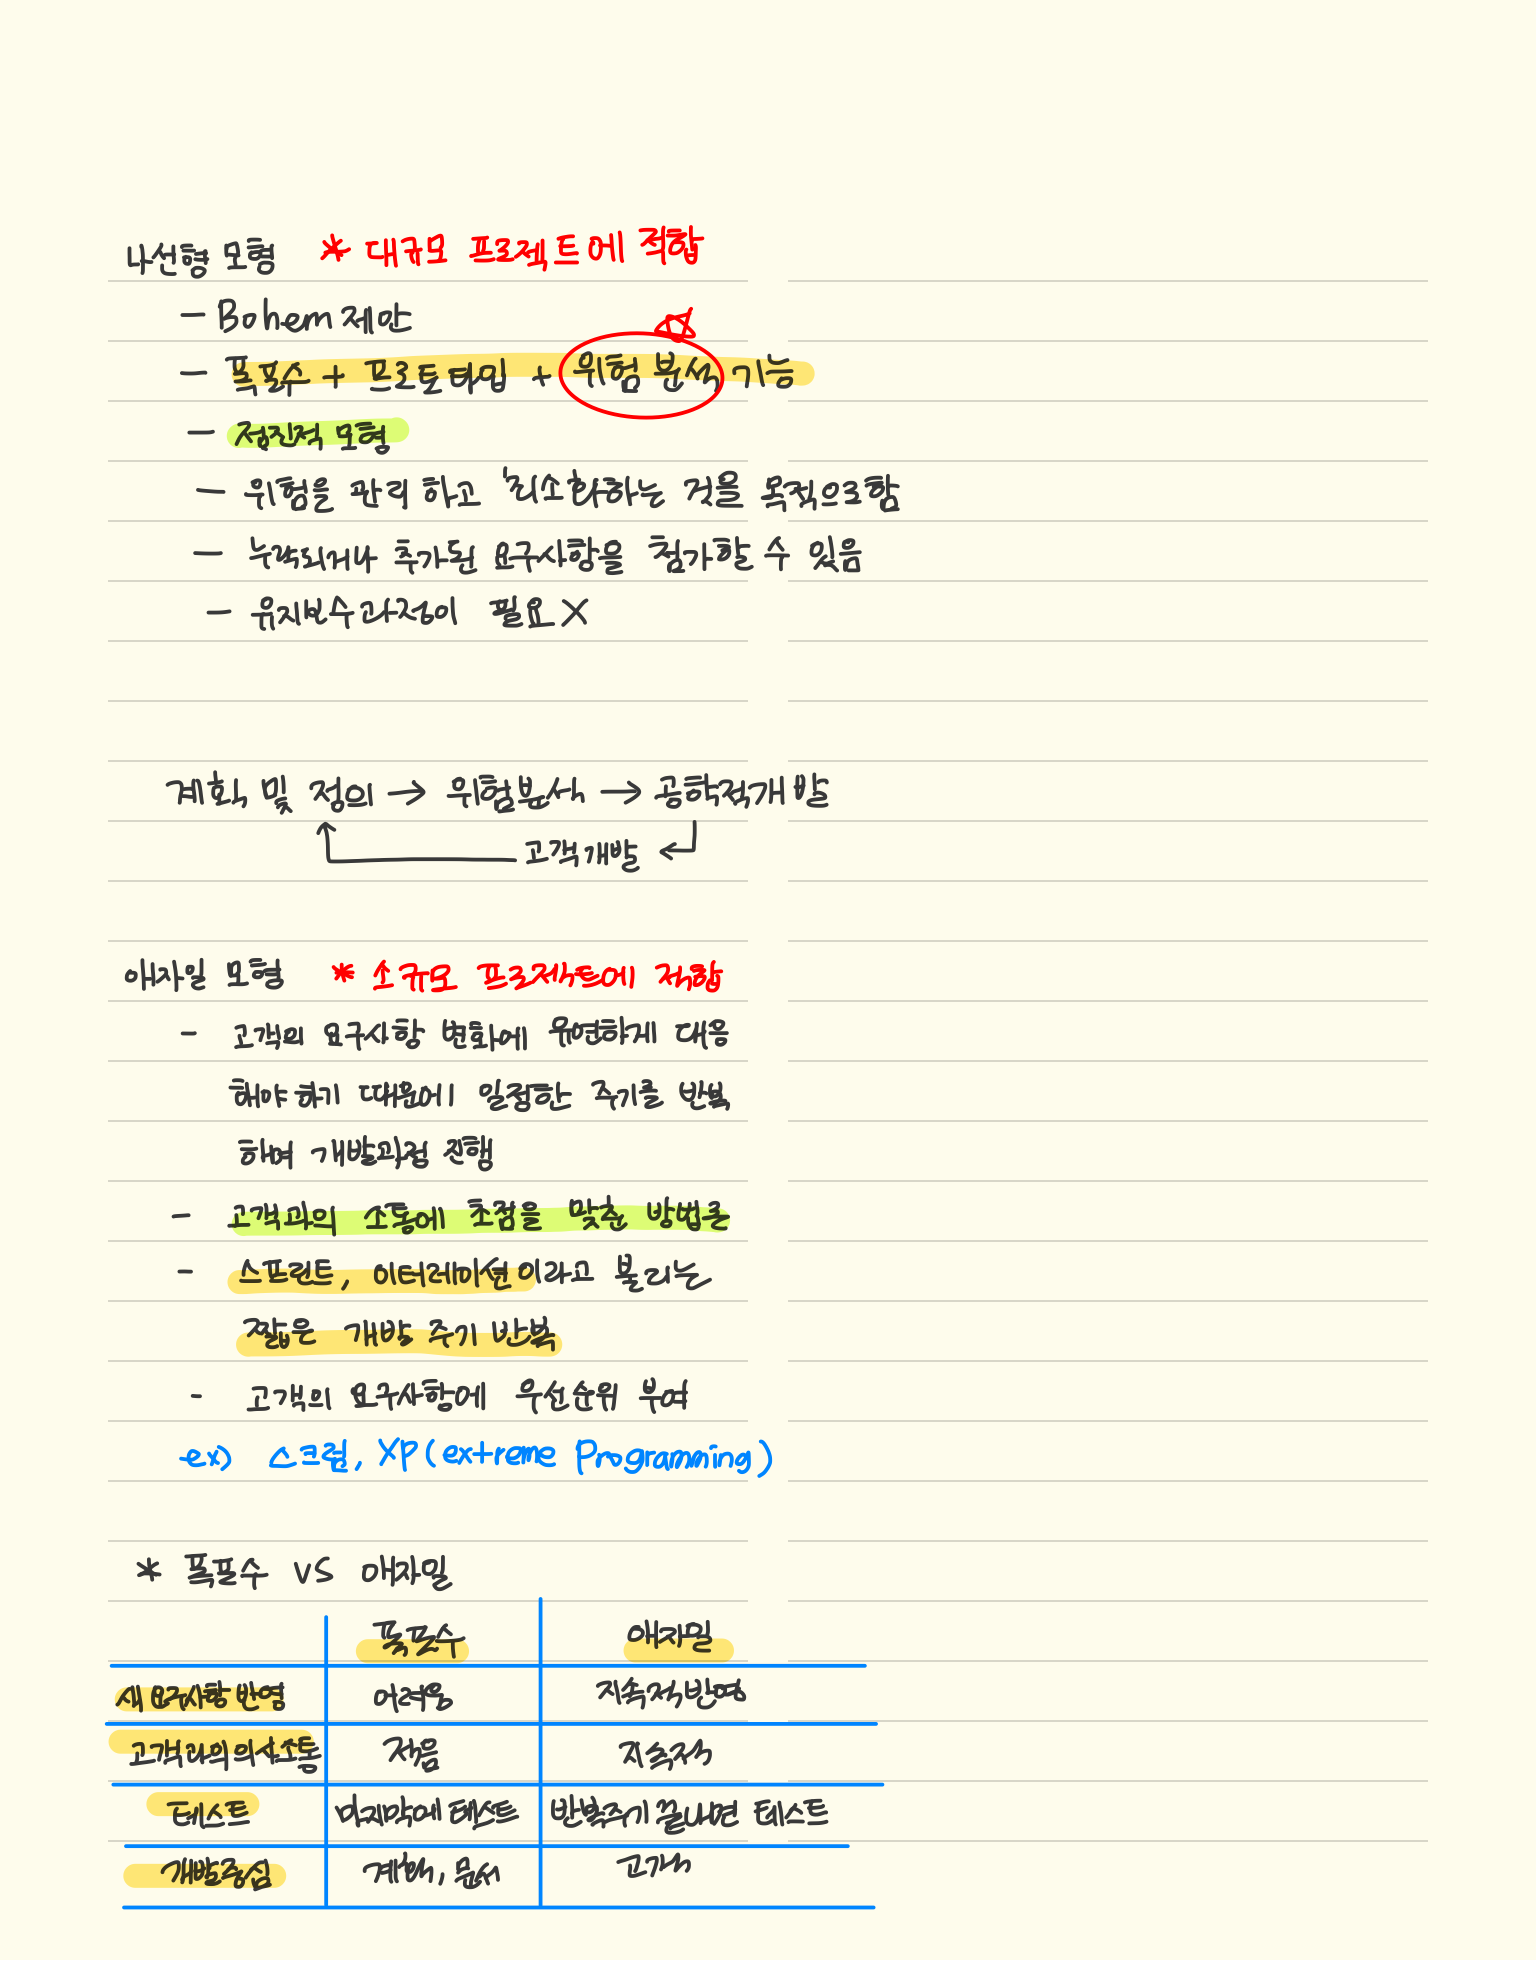 나선형 모형 * 대규모 프로젝트에 적합
- Bohem 제안
- 폭포수 + 프로토타입 + 위험 분석 기능
- 점진적 모형
- 위험을 관리 하고 최소화하는 것을 목적으로함
- 누락되거나 추가된 요구사항을 첨가할 수 있음
- 유지보수과정이 필요 X
계획 및 정의 → 위험분석 → 공학적개발
고객개발
애자일 모형 * 소규모 프로젝트에 적합
- 고객의 요구사항 변화에 유연하게 대응
해야 하기 때문에 일정한 주기를 반복
하여 개발과정 진행
- 고객과의 소통에 초점을 맞춘 방법론
- 스프린트, 이터레이션이라고 불리는
짧은 개발 주기 반복
- 고객의 요구사항에 우선순위 부여
-ex) 스크럼, XP(extreme Programming)
* 폭포수 VS 애자일
폭포수 애자일
새 요구사항 반영 어려움 지속적반영
고객과의의사소통 적음 지속적
테스트 마지막에 테스트 반복주기 끝나면 테스트
개발중심 계획, 문서 고객